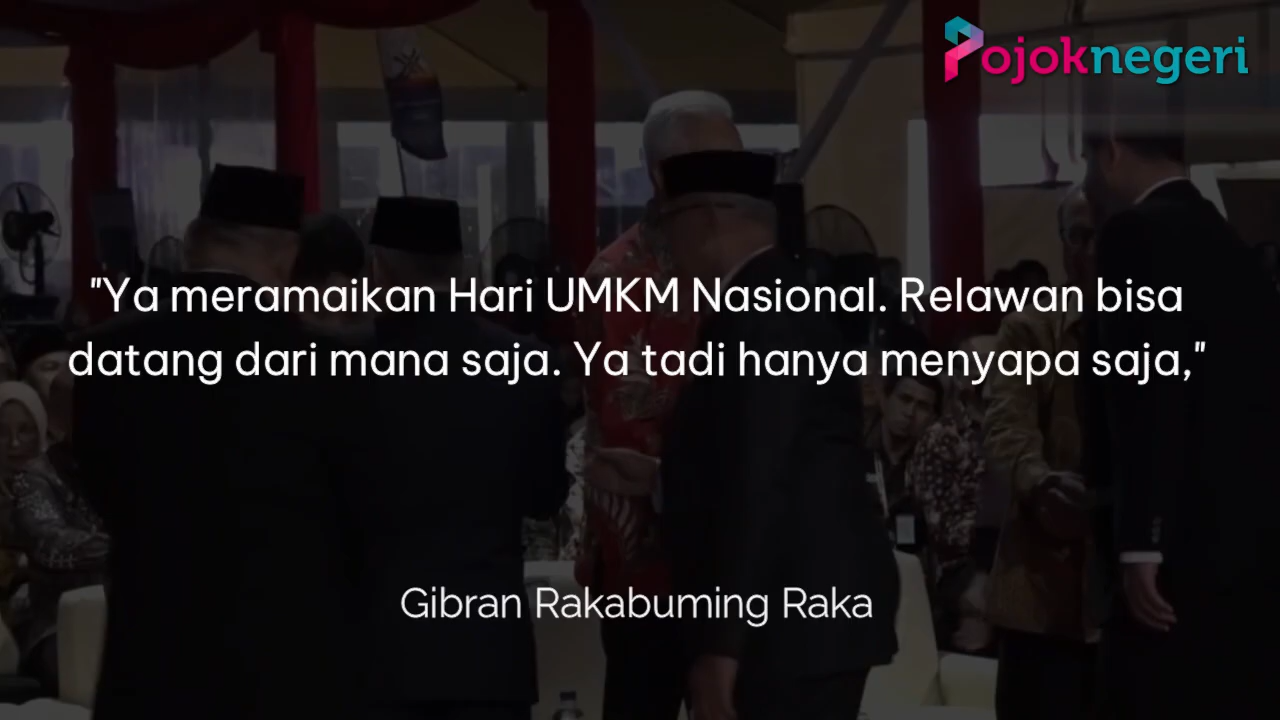 Pojoknegeri
"Ya meramaikan Hari UMKM Nasional. Relawan bisa
datang dari mana saja. Ya tadi hanya menyapa saja,"
Gibran Rakabuming Raka